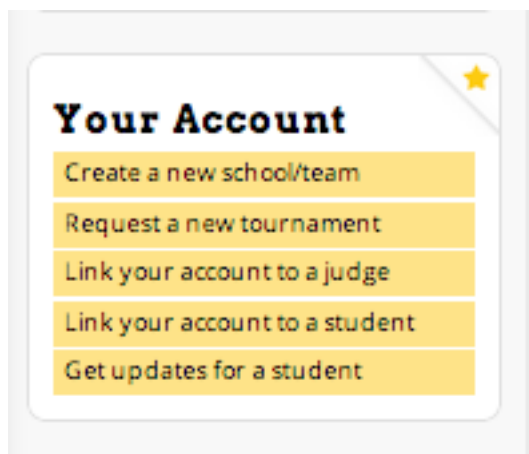 Your Account
Create a new school/team
Request a new tournament
Link your account to a judge
Link your account to a student
Get updates for a student